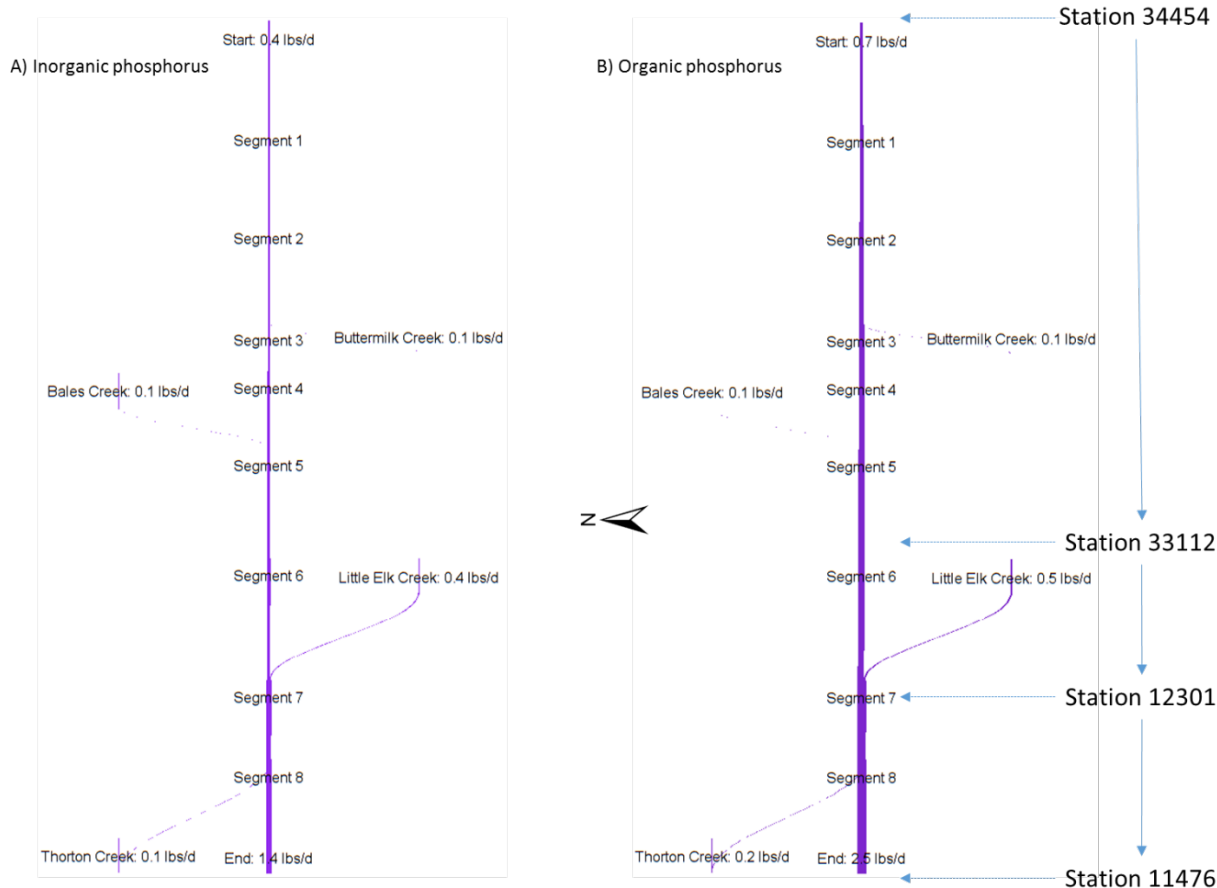 Station 34454
Start: 0.4 lbs/d
Start: 0.7 lbs/d
A) Inorganic phosphorus
B) Organic phosphorus
Segment 1
Segment 1
Segment 2
Segment 2
Segment 3
Buttermilk Creek: 0.1 lbs/d
Segment 3
Buttermilk Creek: 0.1 lbs/d
Bales Creek: 0.1 lbs/d
Segment 4
Bales Creek: 0.1 lbs/d
Segment 4
Segment 5
Segment 5
N
Station 33112
Segment 6
Little Elk Creek: 0.4 lbs/d
Segment 6
Little Elk Creek: 0.5 lbs/d
Segment 7
Segment 7
Station 12301
Segment 8
Segment 8
Thorton Creek: 0.1 lbs/d
End: 1.4 lbs/d
Thorton Creek: 0.2 lbs/d
End: 2.5 lbs/d
Station 11476